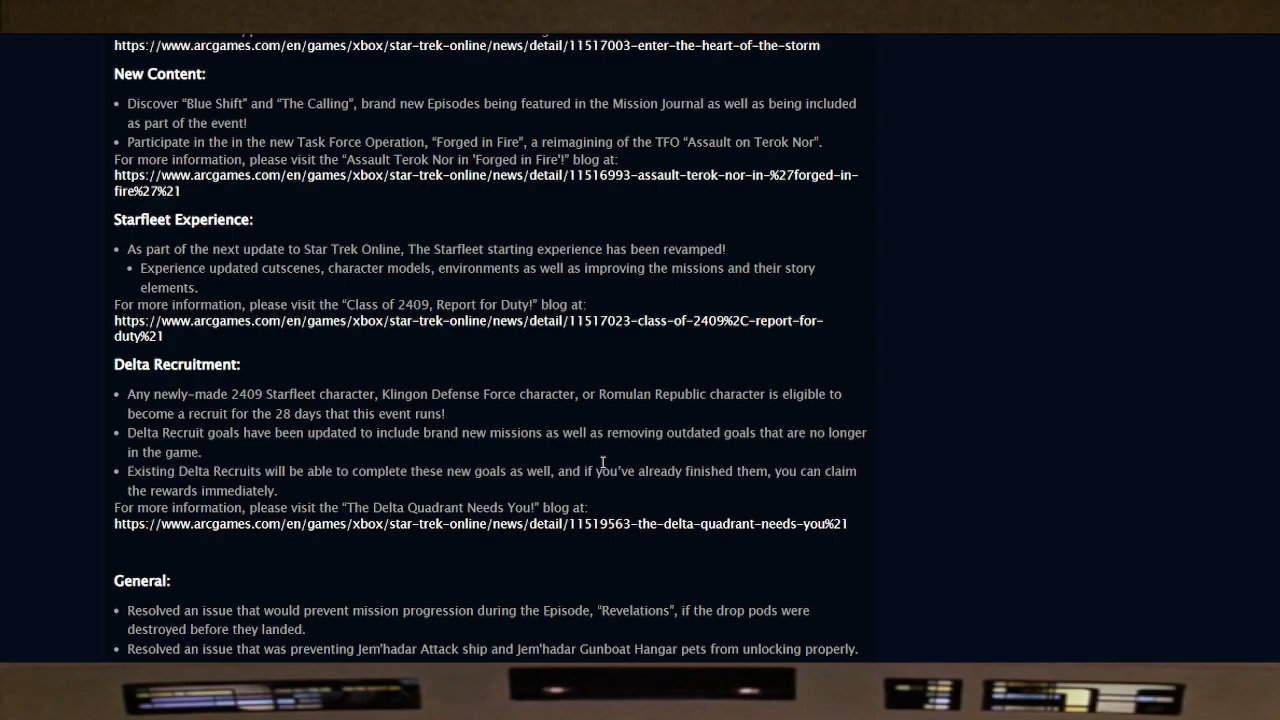 https://www.arcgames.com/en/games/xbox/star-trek-online/news/detail/11517003-enter-the-heart-of-the-storm
New Content:
• Discover “Blue Shift” and “The Calling”, brand new Episodes being featured in the Mission Journal as well as being included
as part of the event!
• Participate in the in the new Task Force Operation, “Forged in Fire”, a reimagining of the TFO “Assault on Terok Nor”.
For more information, please visit the “Assault Terok Nor in 'Forged in Fire'!” blog at:
https://www.arcgames.com/en/games/xbox/star-trek-online/news/detail/11516993-assault-terok-nor-in-%27forged-in-
fire%27%21
Starfleet Experience:
• As part of the next update to Star Trek Online, The Starfleet starting experience has been revamped!
• Experience updated cutscenes, character models, environments as well as improving the missions and their story
elements.
For more information, please visit the “Class of 2409, Report for Duty!” blog at:
https://www.arcgames.com/en/games/xbox/star-trek-online/news/detail/11517023-class-of-2409%2C-report-for-
duty%21
Delta Recruitment:
• Any newly-made 2409 Starfleet character, Klingon Defense Force character, or Romulan Republic character is eligible to
become a recruit for the 28 days that this event runs!
• Delta Recruit goals have been updated to include brand new missions as well as removing outdated goals that are no longer
in the game.
• Existing Delta Recruits will be able to complete these new goals as well, and if you’ve already finished them, you can claim
the rewards immediately.
For more information, please visit the “The Delta Quadrant Needs You!” blog at:
https://www.arcgames.com/en/games/xbox/star-trek-online/news/detail/11519563-the-delta-quadrant-needs-you%21
General:
• Resolved an issue that would prevent mission progression during the Episode, “Revelations”, if the drop pods were
destroyed before they landed.
• Resolved an issue that was preventing Jem'hadar Attack ship and Jem'hadar Gunboat Hangar pets from unlocking properly.